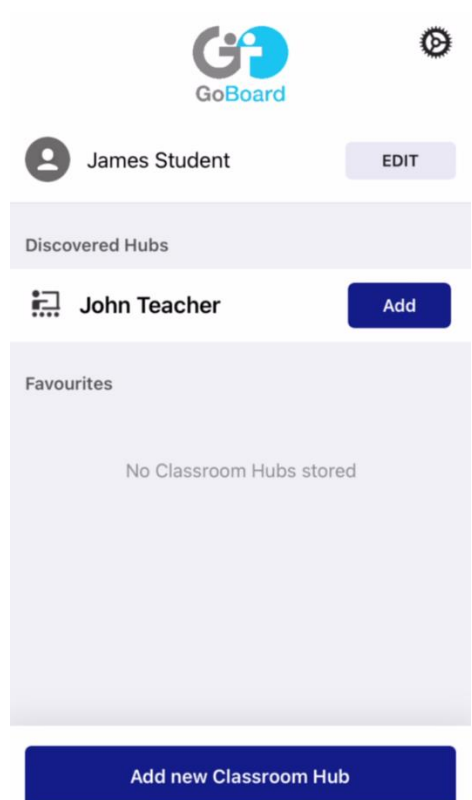 GoBoard
James Student
EDIT
Discovered Hubs
John Teacher
Add
Favourites
No Classroom Hubs stored
Add new Classroom Hub